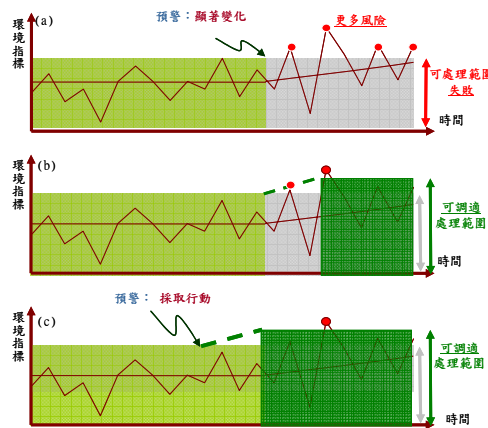 預警：顯著變化
環境指標
(a)
更多風險
可處理範圍
失敗
時間
環境指標
(b)
可調適
處理範圍
時間
預警： 採取行動
環境指標
(c)
可調適
處理範圍
時間